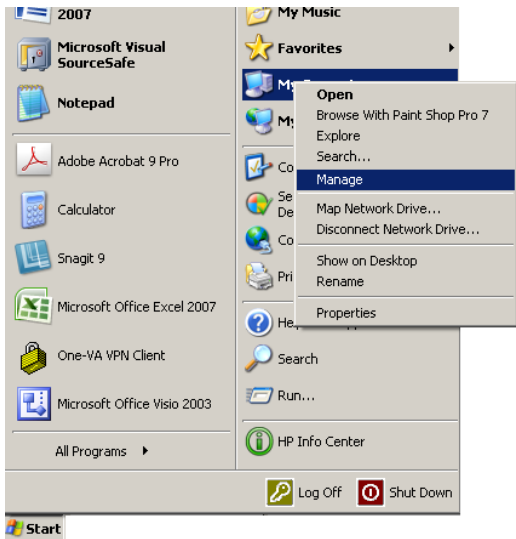 2007
Microsoft Visual
SourceSafe
Notepad
Adobe Acrobat 9 Pro
Calculator
Snagit 9
Microsoft Office Excel 2007
One-VA VPN Client
Microsoft Office Visio 2003
All Programs
My Music
Favorites
My
Open
Browse With Paint Shop Pro 7
Explore
Search...
Manage
Map Network Drive...
Disconnect Network Drive...
Show on Desktop
Rename
Properties
Search
Run...
HP Info Center
Log Off
Shut Down
Start